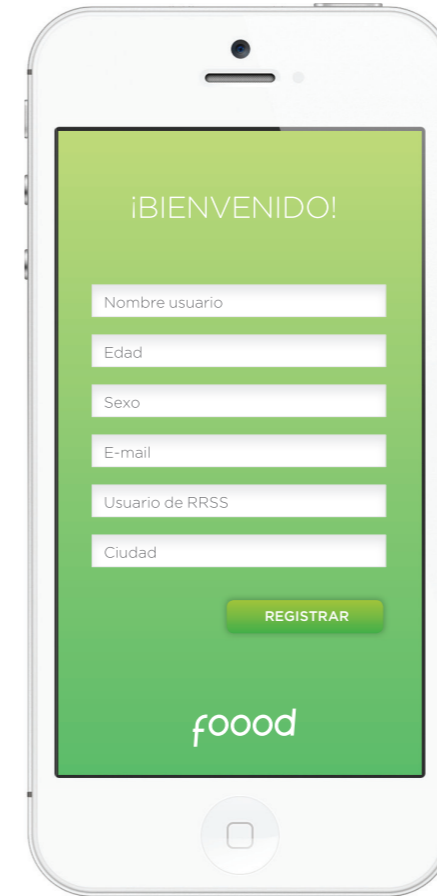 ¡BIENVENIDO!
Nombre usuario
Edad
Sexo
E-mail
Usuario de RRSS
Ciudad
REGISTRAR
foood